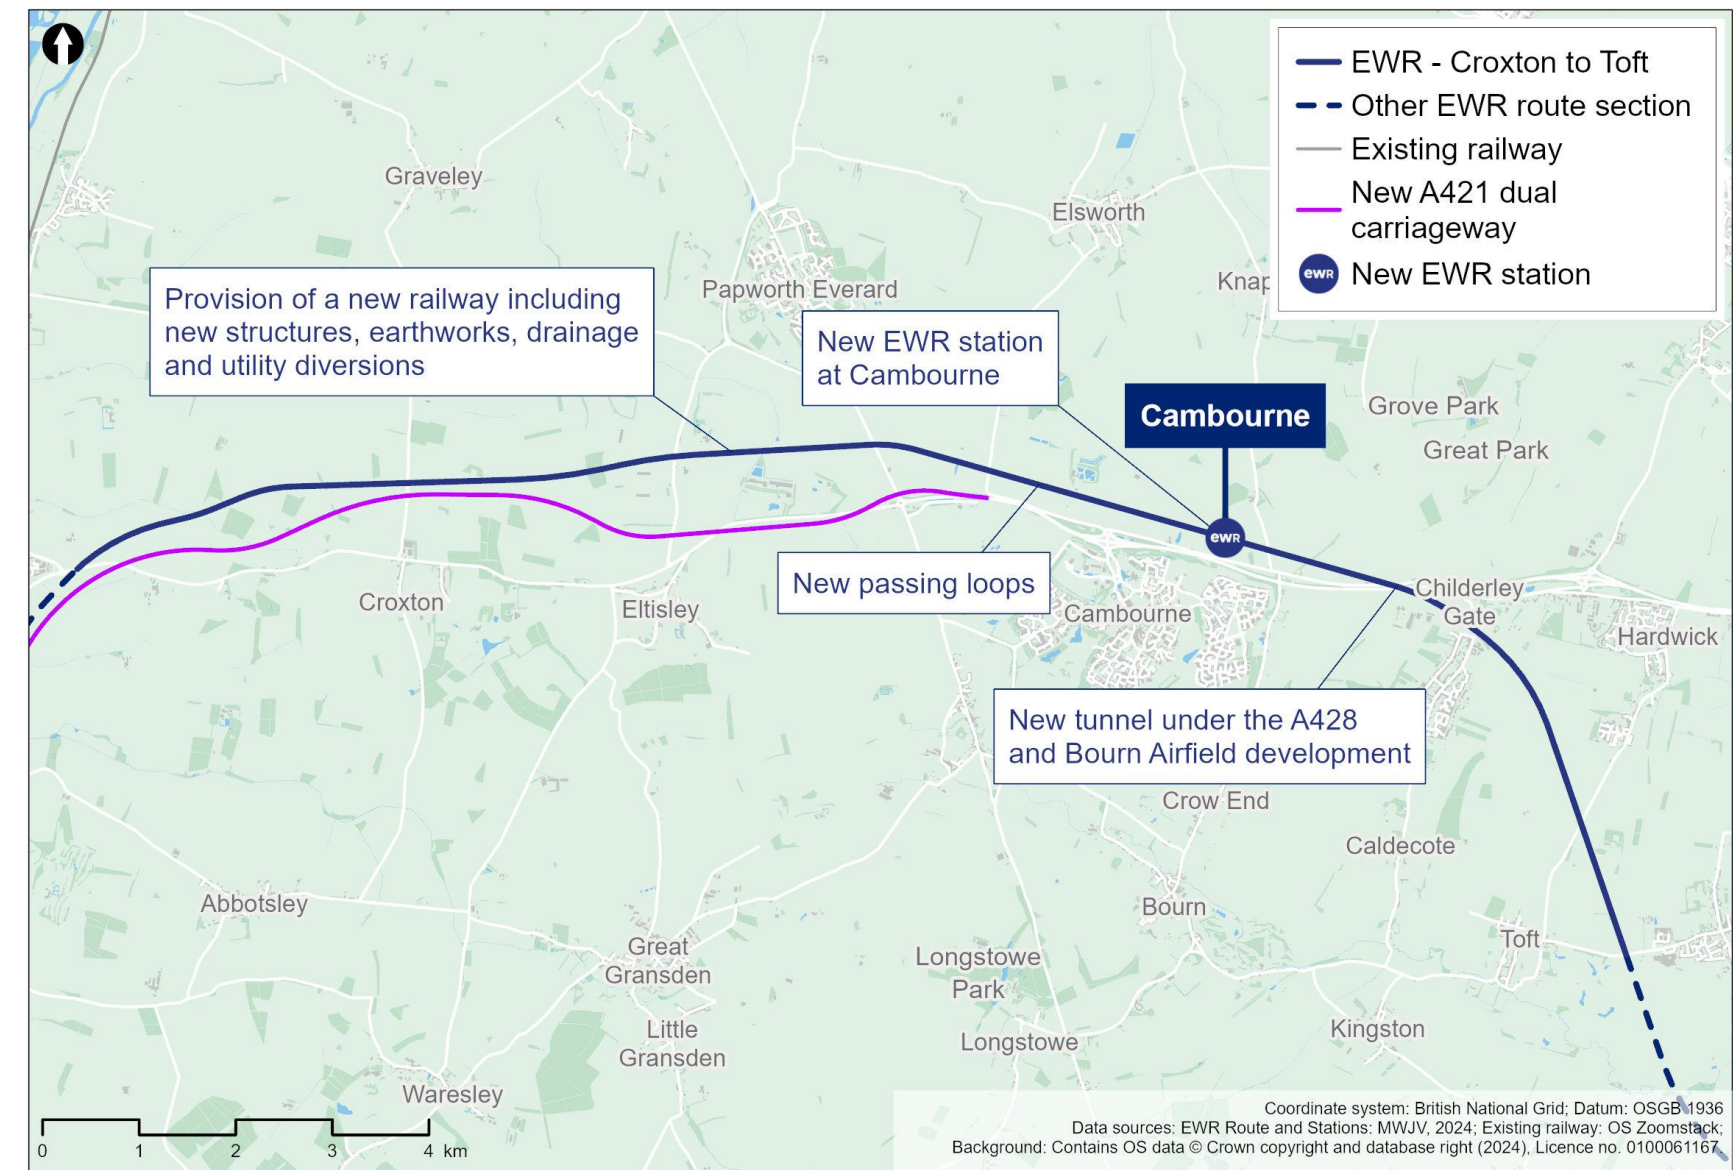 EWR - Croxton to Toft
Other EWR route section
Existing railway
New A421 dual
carriageway
ewR New EWR station
Graveley
Elsworth
Papworth Everard
Knap
Provision of a new railway including
new structures, earthworks, drainage
and utility diversions
New EWR station
at Cambourne
Cambourne
Grove Park
Great Park
ewR
New passing loops
Croxton
Eltisley
Cambourne
Childerley
Gate
Hardwick
New tunnel under the A428
and Bourn Airfield development
Crow End
Caldecote
Abbotsley
Bourn
Great
Gransden
Longstowe
Park
Toft
Little
Gransden
Longstowe
Kingston
Waresley
0 1 2 3 4 km
Coordinate system: British National Grid; Datum: OSGB 1936
Data sources: EWR Route and Stations: MWJV, 2024; Existing railway: OS Zoomstack;
Background: Contains OS data © Crown copyright and database right (2024), Licence no. 0100061167.